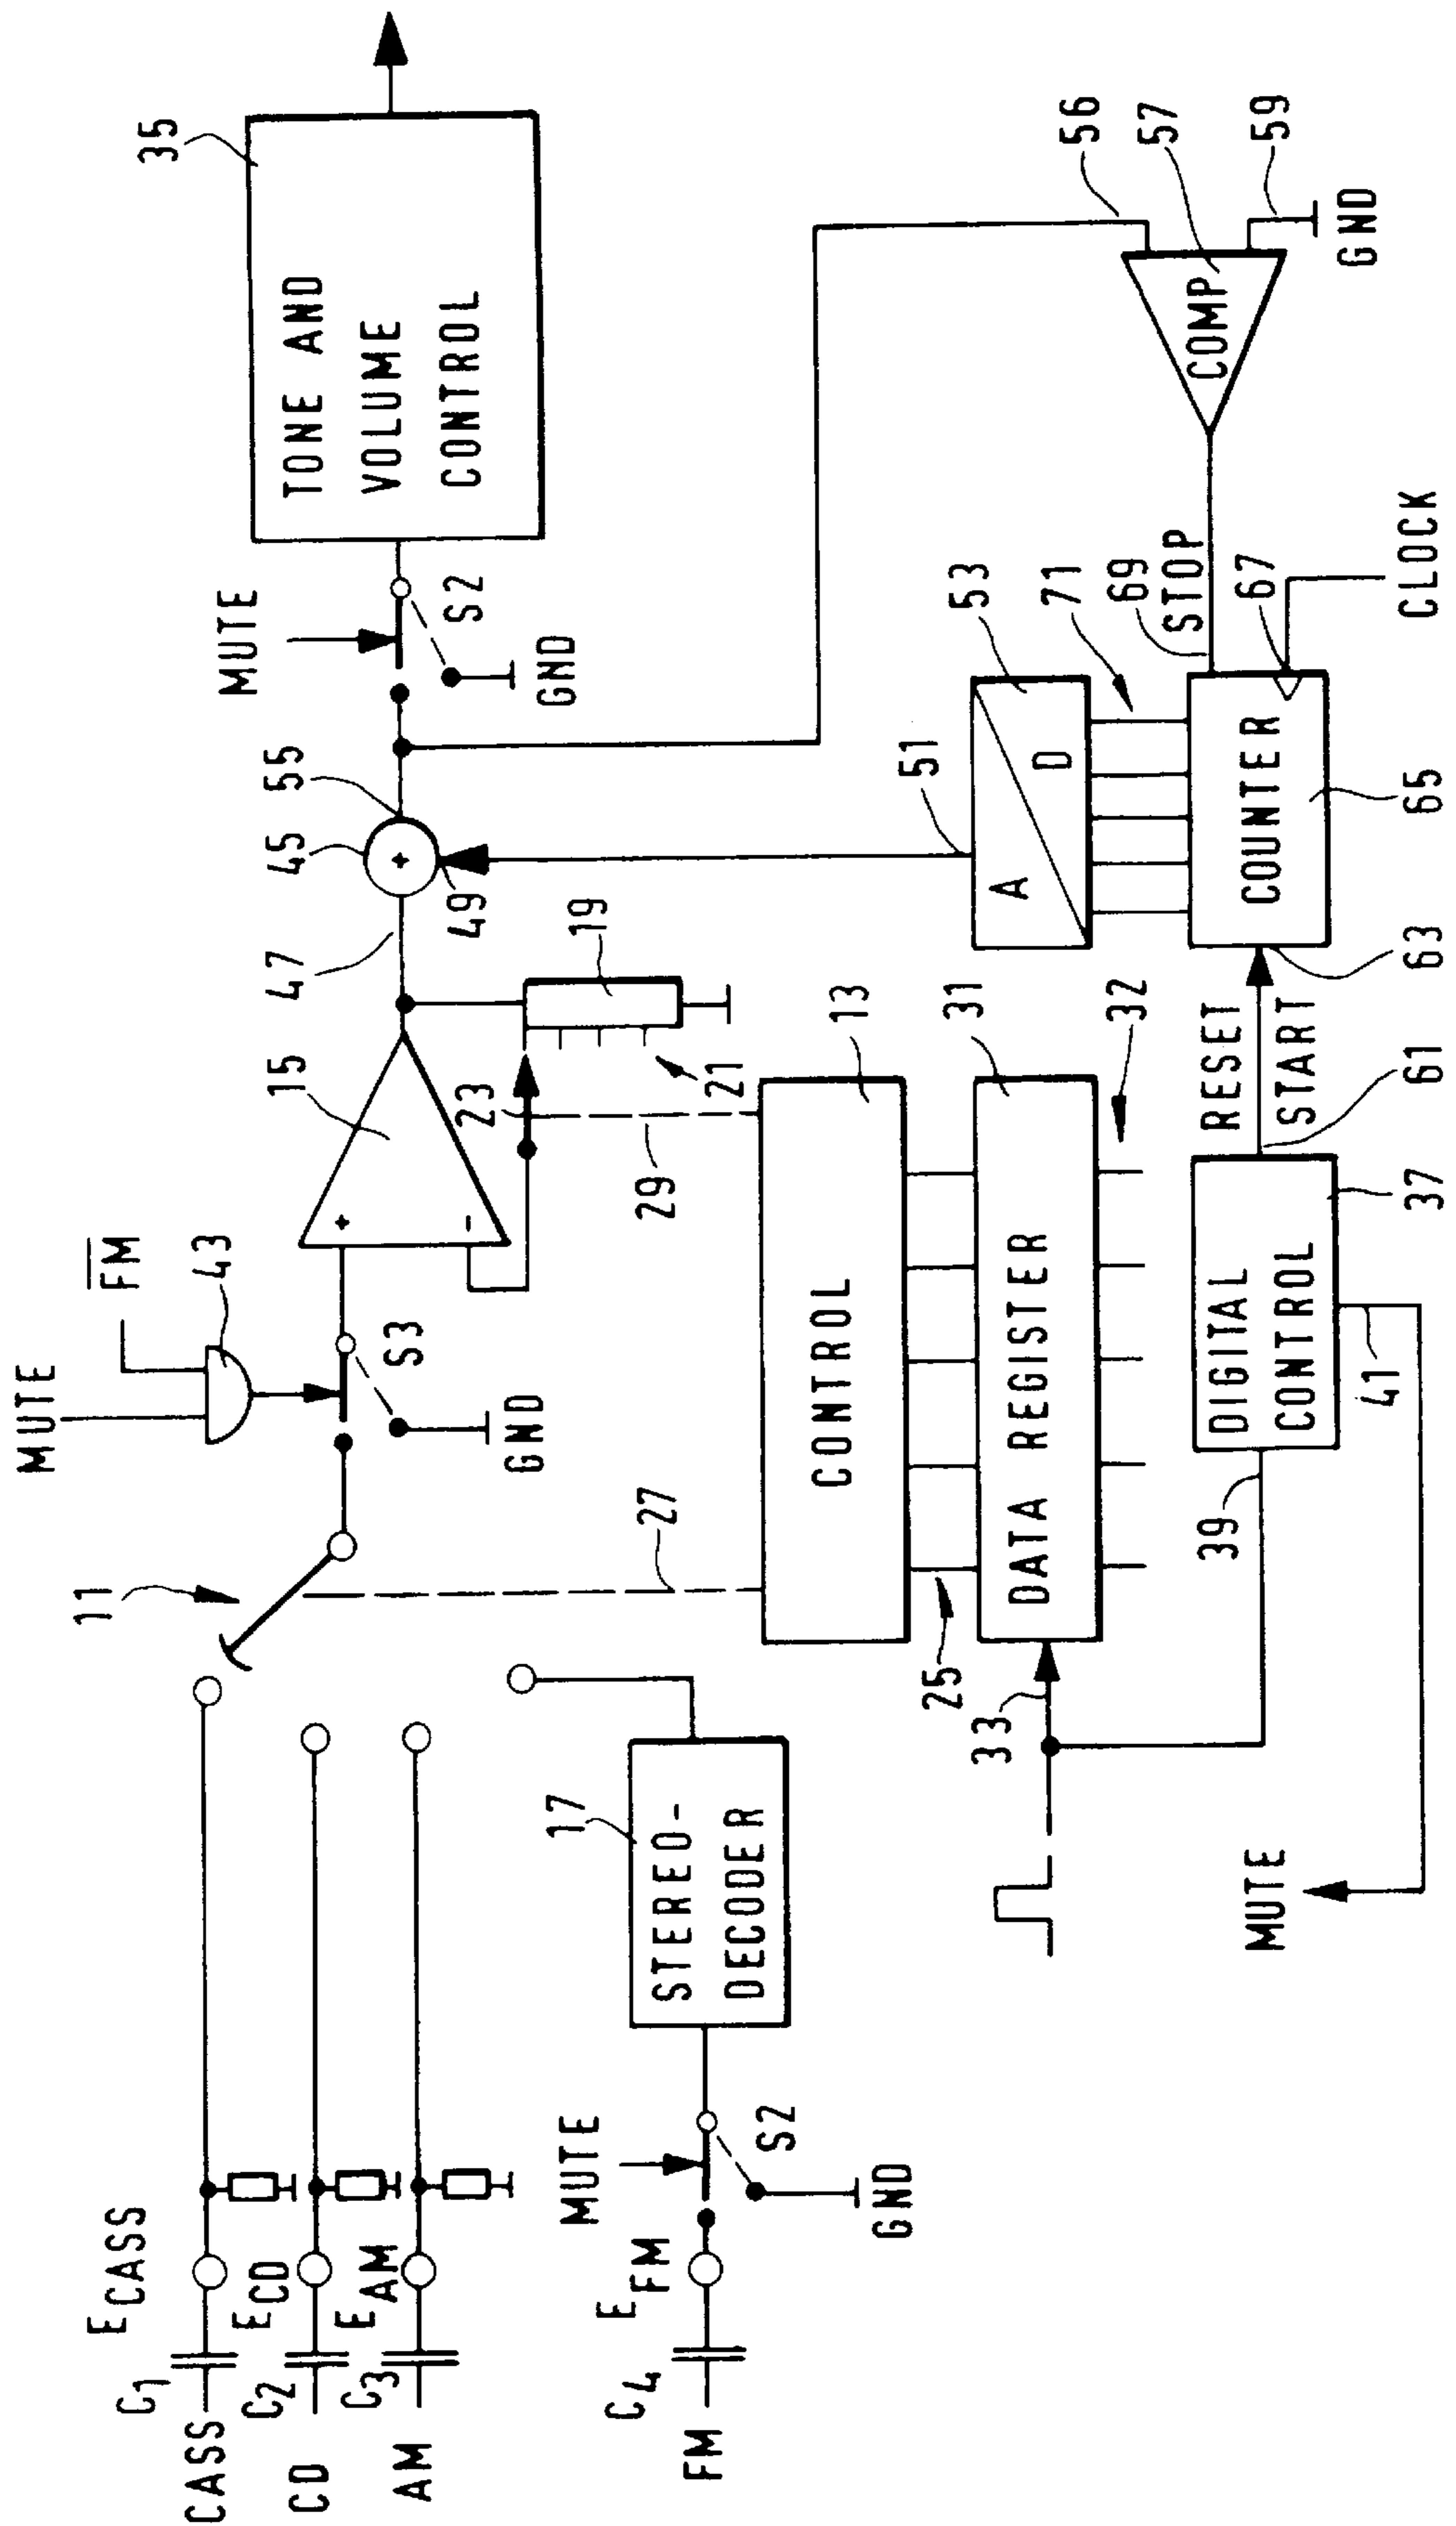 MUTE
FM
43
15
47
45
55
MUTE
35
TONE AND
VOLUME
CONTROL
11
S3
GND
23
49
S2
GND
19
21
29
27
E CASS
C1
CASS
E CD
C2
CD
E AM
C3
AM
17
STEREO-
DECODER
MUTE
S2
GND
E FM
C4
FM
13
CONTROL
25
31
DATA REGISTER
32
33
51
53
A
D
71
69
STOP
56
57
COMP
59
GND
RESET
START
61
63
COUNTER
65
67
CLOCK
39
DIGITAL
CONTROL
37
41
MUTE